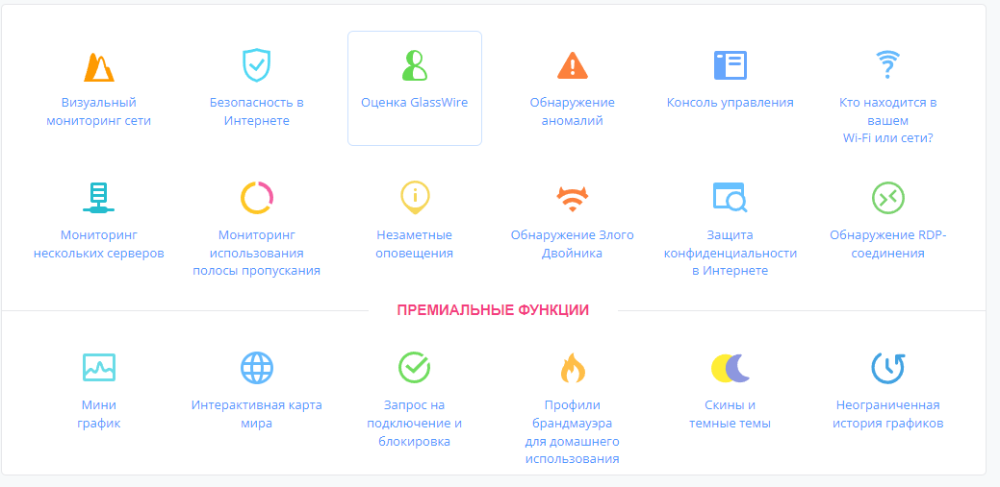 Визуальный
мониторинг сети
Безопасность в
Интернете
Оценка GlassWire
Обнаружение
аномалий
Консоль управления
Кто находится в
вашем
Wi-Fi или сети?
Мониторинг
нескольких серверов
Мониторинг
использования
полосы пропускания
Незаметные
оповещения
Обнаружение Злого
Двойника
Защита
конфиденциальности
в Интернете
Обнаружение RDP-
соединения
ПРЕМИАЛЬНЫЕ ФУНКЦИИ
Мини
график
Интерактивная карта
мира
Запрос на
подключение и
блокировка
Профили
брандмауэра
для домашнего
использования
Скины и
темные темы
Неограниченная
история графиков